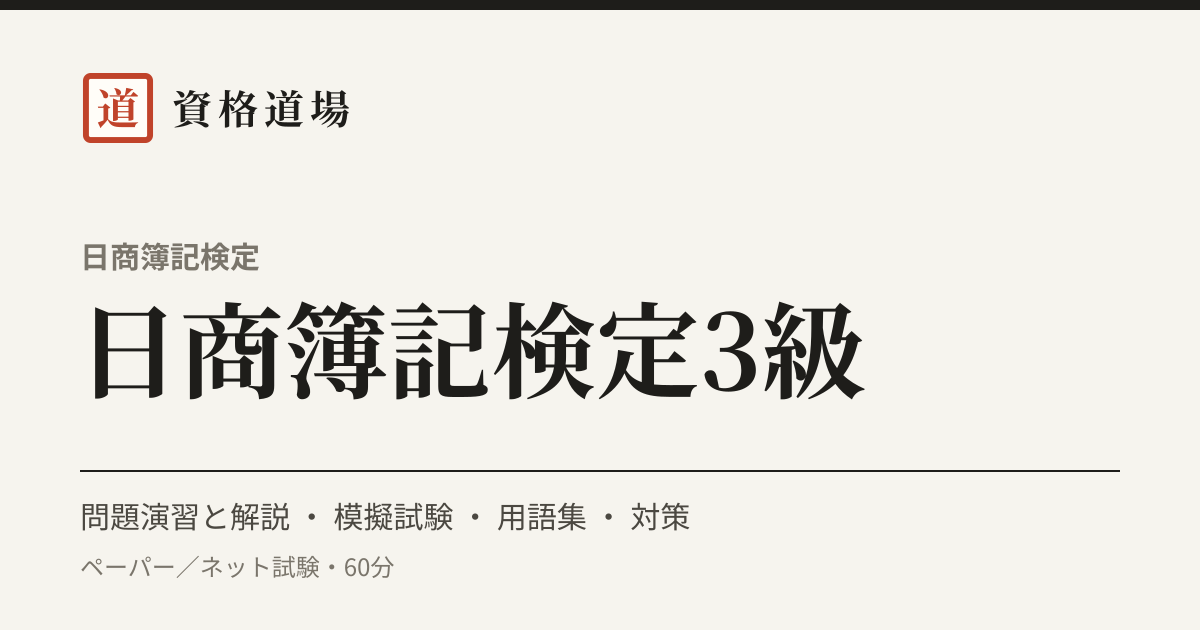 道 資格道場
日商簿記検定
日商簿記検定3級
問題演習と解説 ・ 模擬試験 ・ 用語集 ・ 対策
ペーパー／ネット試験・60分